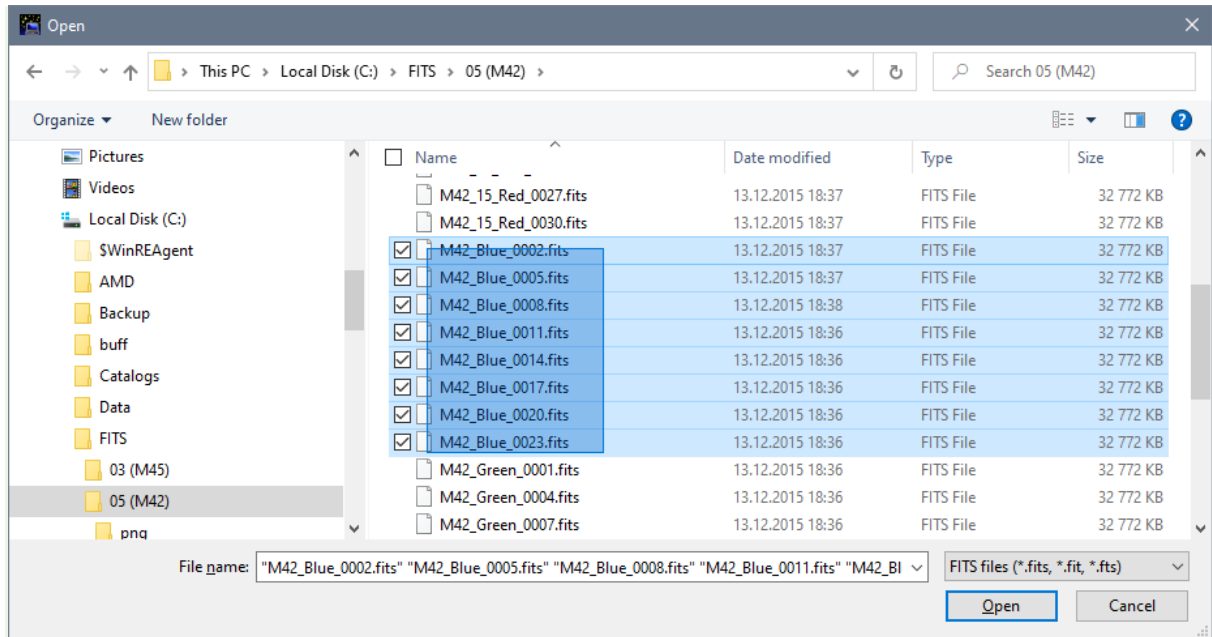 Open
This PC > Local Disk (C:) > FITS > 05 (M42) >
Search 05 (M42)
Organize New folder
Pictures
Videos
Local Disk (C:)
$WinREAgent
AMD
Backup
buff
Catalogs
Data
FITS
03 (M45)
05 (M42)
png
Name Date modified Type Size
M42_15_Red_0027.fits 13.12.2015 18:37 FITS File 32 772 KB
M42_15_Red_0030.fits 13.12.2015 18:37 FITS File 32 772 KB
M42_Blue_0002.fits 13.12.2015 18:37 FITS File 32 772 KB
M42_Blue_0005.fits 13.12.2015 18:37 FITS File 32 772 KB
M42_Blue_0008.fits 13.12.2015 18:38 FITS File 32 772 KB
M42_Blue_0011.fits 13.12.2015 18:36 FITS File 32 772 KB
M42_Blue_0014.fits 13.12.2015 18:36 FITS File 32 772 KB
M42_Blue_0017.fits 13.12.2015 18:36 FITS File 32 772 KB
M42_Blue_0020.fits 13.12.2015 18:36 FITS File 32 772 KB
M42_Blue_0023.fits 13.12.2015 18:36 FITS File 32 772 KB
M42_Green_0001.fits 13.12.2015 18:36 FITS File 32 772 KB
M42_Green_0004.fits 13.12.2015 18:36 FITS File 32 772 KB
M42_Green_0007.fits 13.12.2015 18:36 FITS File 32 772 KB
File name: "M42_Blue_0002.fits" "M42_Blue_0005.fits" "M42_Blue_0008.fits" "M42_Blue_0011.fits" "M42_Bl
FITS files (*.fits, *.fit, *.fts)
Open Cancel